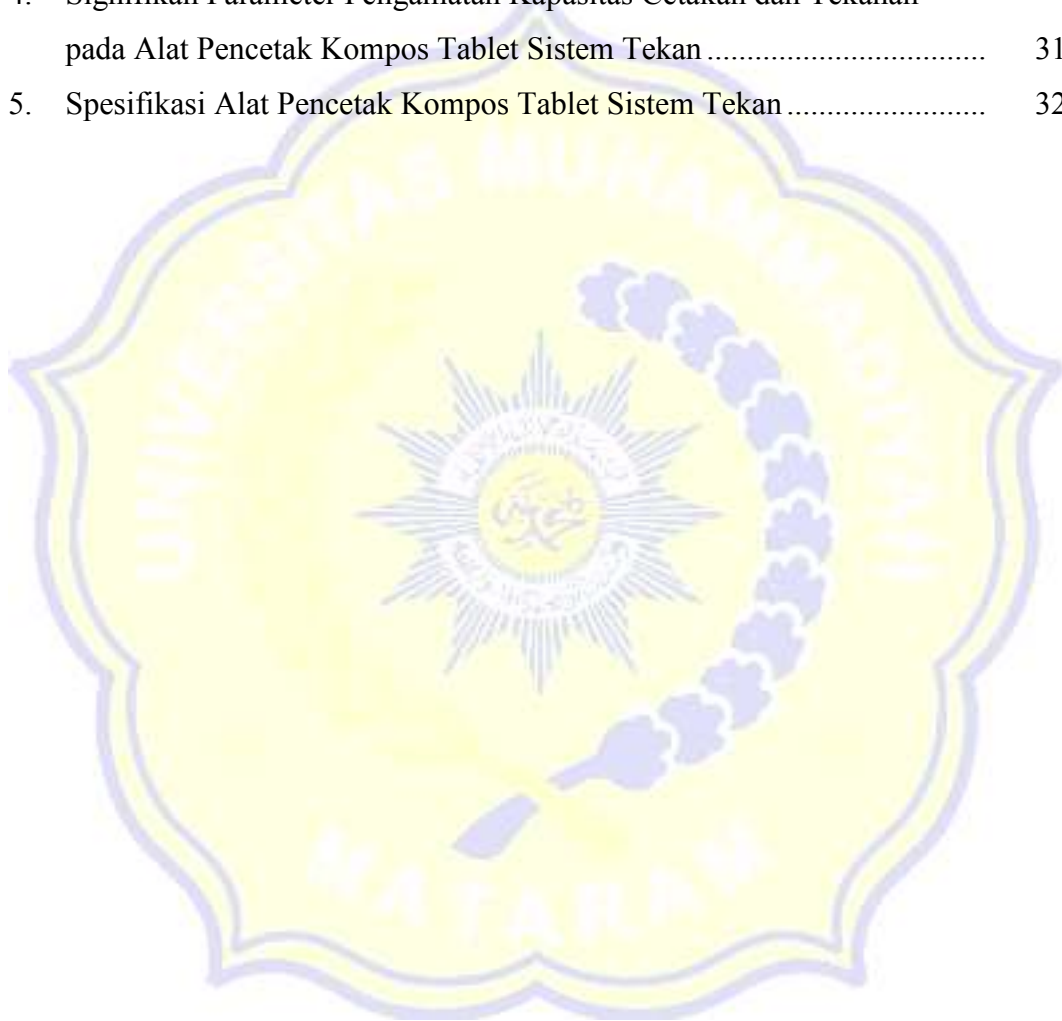 4. Signifikan Parameter Pengamatan Kapasitas Cetakan dan Tekanan
pada Alat Pencetak Kompos Tablet Sistem Tekan ................................... 31
5. Spesifikasi Alat Pencetak Kompos Tablet Sistem Tekan ......................... 32
UNIVERSITAS MUHAMMADIYAH
MATARAM